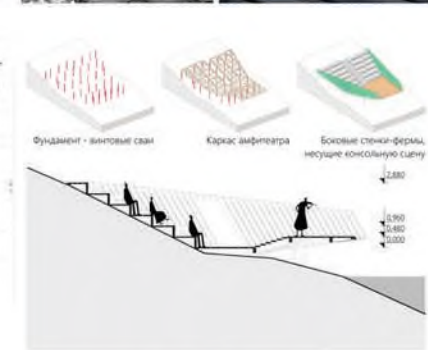 Фундамент - винтовые сваи
Каркас амфитеатра
Боковые стенки-фермы,
несущие консольную сцену
2,880
0,960
0,480
0,000